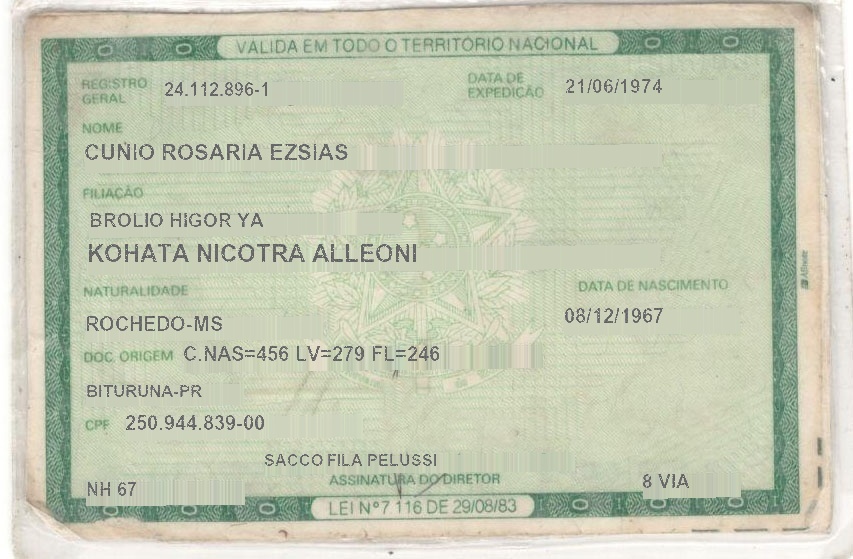 VÁLIDA EM TODO O TERRITÓRIO NACIONAL
REGISTRO GERAL 24.112.896-1 DATA DE EXPEDIÇÃO 21/06/1974
NOME
CUNIO ROSARIA EZSIAS
FILIAÇÃO
BROLIO HIGOR YA
KOHATA NICOTRA ALLEONI
NATURALIDADE DATA DE NASCIMENTO
ROCHEDO-MS 08/12/1967
DOC ORIGEM C.NAS=456 LV=279 FL=246
BITURUNA-PR
CPF 250.944.839-00
SACCO FILA PELUSSI
NH 67 ASSINATURA DO DIRETOR 8 VIA
LEI Nº 7 116 DE 29/08/83